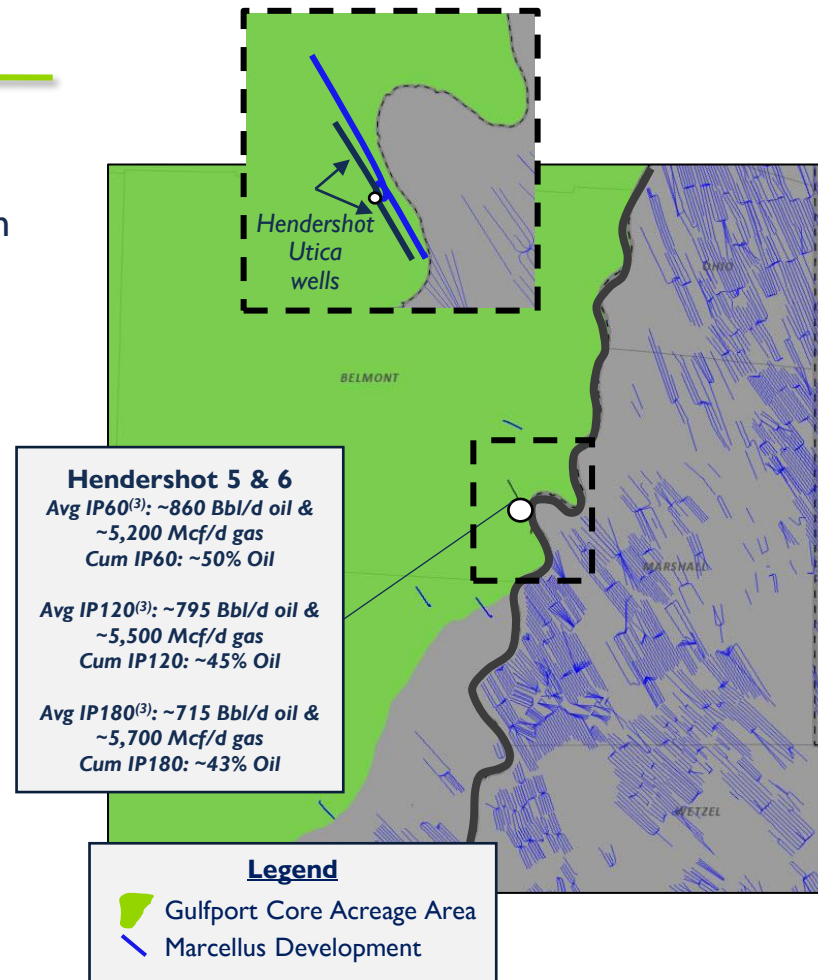 n
Hendershot
Utica
wells
OHIO
BELMONT
Hendershot 5 & 6
Avg IP60(3): ~860 Bbl/d oil &
~5,200 Mcf/d gas
Cum IP60: ~50% Oil
Avg IP120(3): ~795 Bbl/d oil &
~5,500 Mcf/d gas
Cum IP120: ~45% Oil
Avg IP180(3): ~715 Bbl/d oil &
~5,700 Mcf/d gas
Cum IP180: ~43% Oil
MARSHALL
WETZEL
Legend
Gulfport Core Acreage Area
Marcellus Development